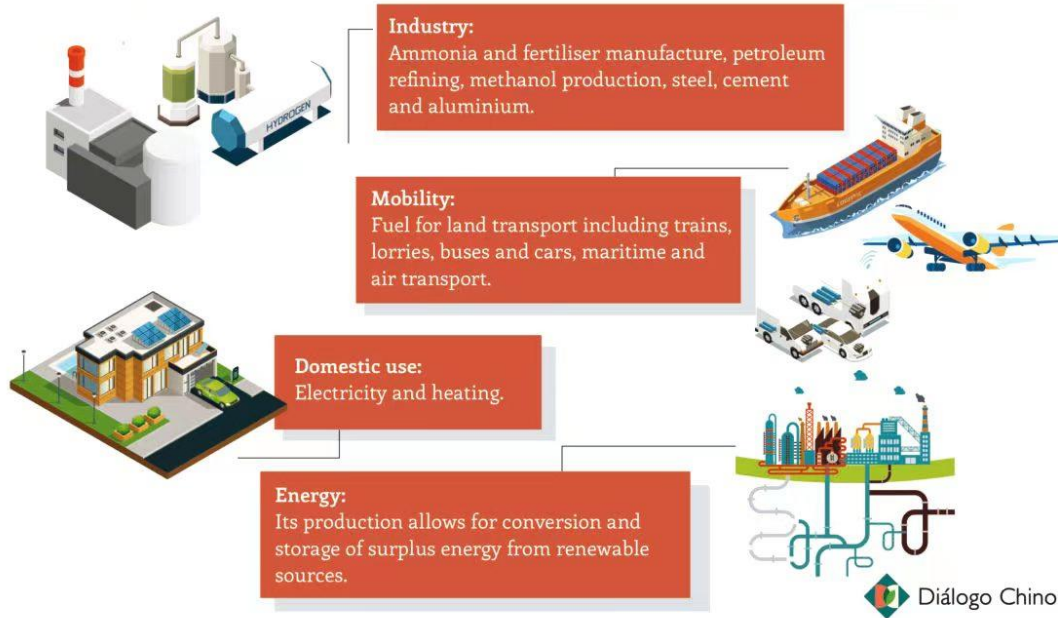 Industry:
Ammonia and fertiliser manufacture, petroleum
refining, methanol production, steel, cement
and aluminium.
HYDROGEN
Mobility:
Fuel for land transport including trains,
lorries, buses and cars, maritime and
air transport.
Domestic use:
Electricity and heating.
Energy:
Its production allows for conversion and
storage of surplus energy from renewable
sources.
Diálogo Chino